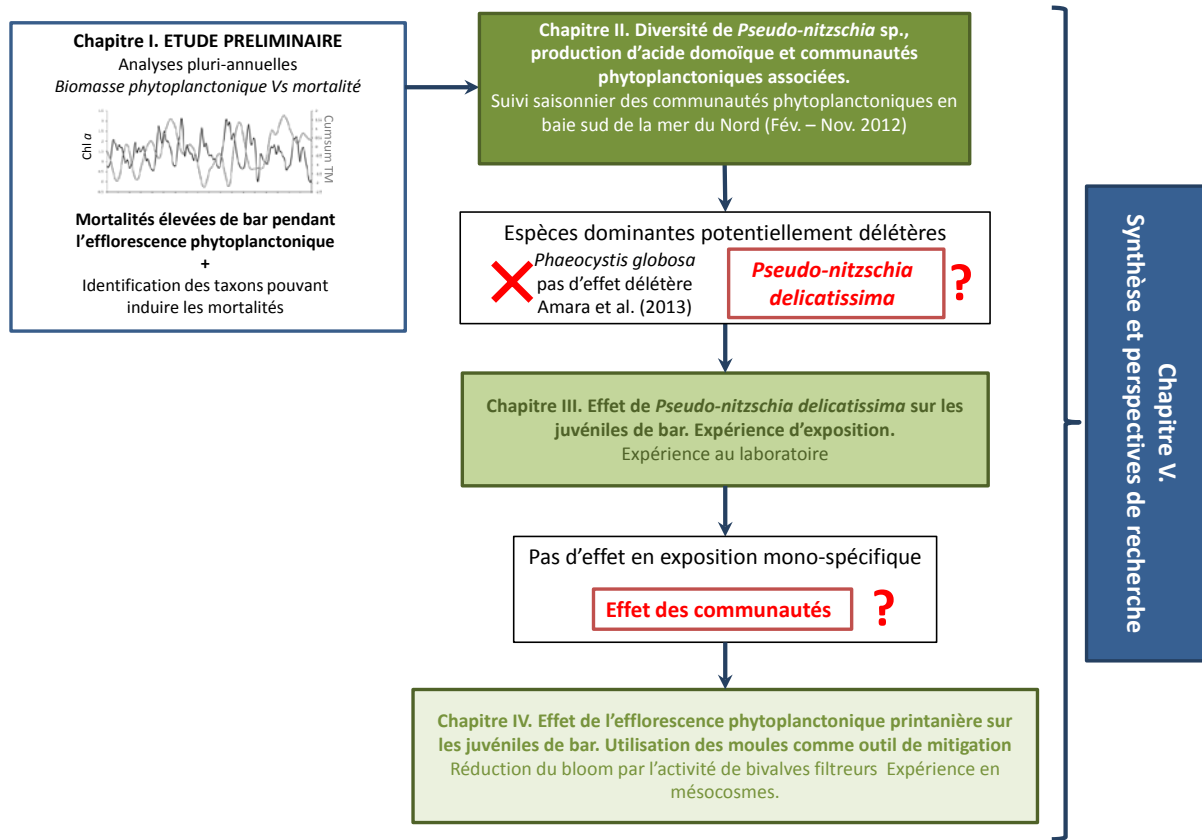 Chapitre I. ETUDE PRELIMINAIRE
Analyses pluri-annuelles
Biomasse phytoplanctonique Vs mortalité
Chl a
Cumsum TM
Mortalités élevées de bar pendant
l'efflorescence phytoplanctonique
+
Identification des taxons pouvant
induire les mortalités
Chapitre II. Diversité de Pseudo-nitzschia sp.,
production d'acide domoïque et communautés
phytoplanctoniques associées.
Suivi saisonnier des communautés phytoplanctoniques en
baie sud de la mer du Nord (Fév. – Nov. 2012)
Espèces dominantes potentiellement délétères
Phaeocystis globosa
pas d'effet délétère
Amara et al. (2013)
Pseudo-nitzschia
delicatissima
?
Chapitre III. Effet de Pseudo-nitzschia delicatissima sur les
juvéniles de bar. Expérience d'exposition.
Expérience au laboratoire
Pas d'effet en exposition mono-spécifique
Effet des communautés
?
Chapitre IV. Effet de l'efflorescence phytoplanctonique printanière sur
les juvéniles de bar. Utilisation des moules comme outil de mitigation
Réduction du bloom par l'activité de bivalves filtreurs Expérience en
mésocosmes.
Chapitre V.
Synthèse et perspectives de recherche